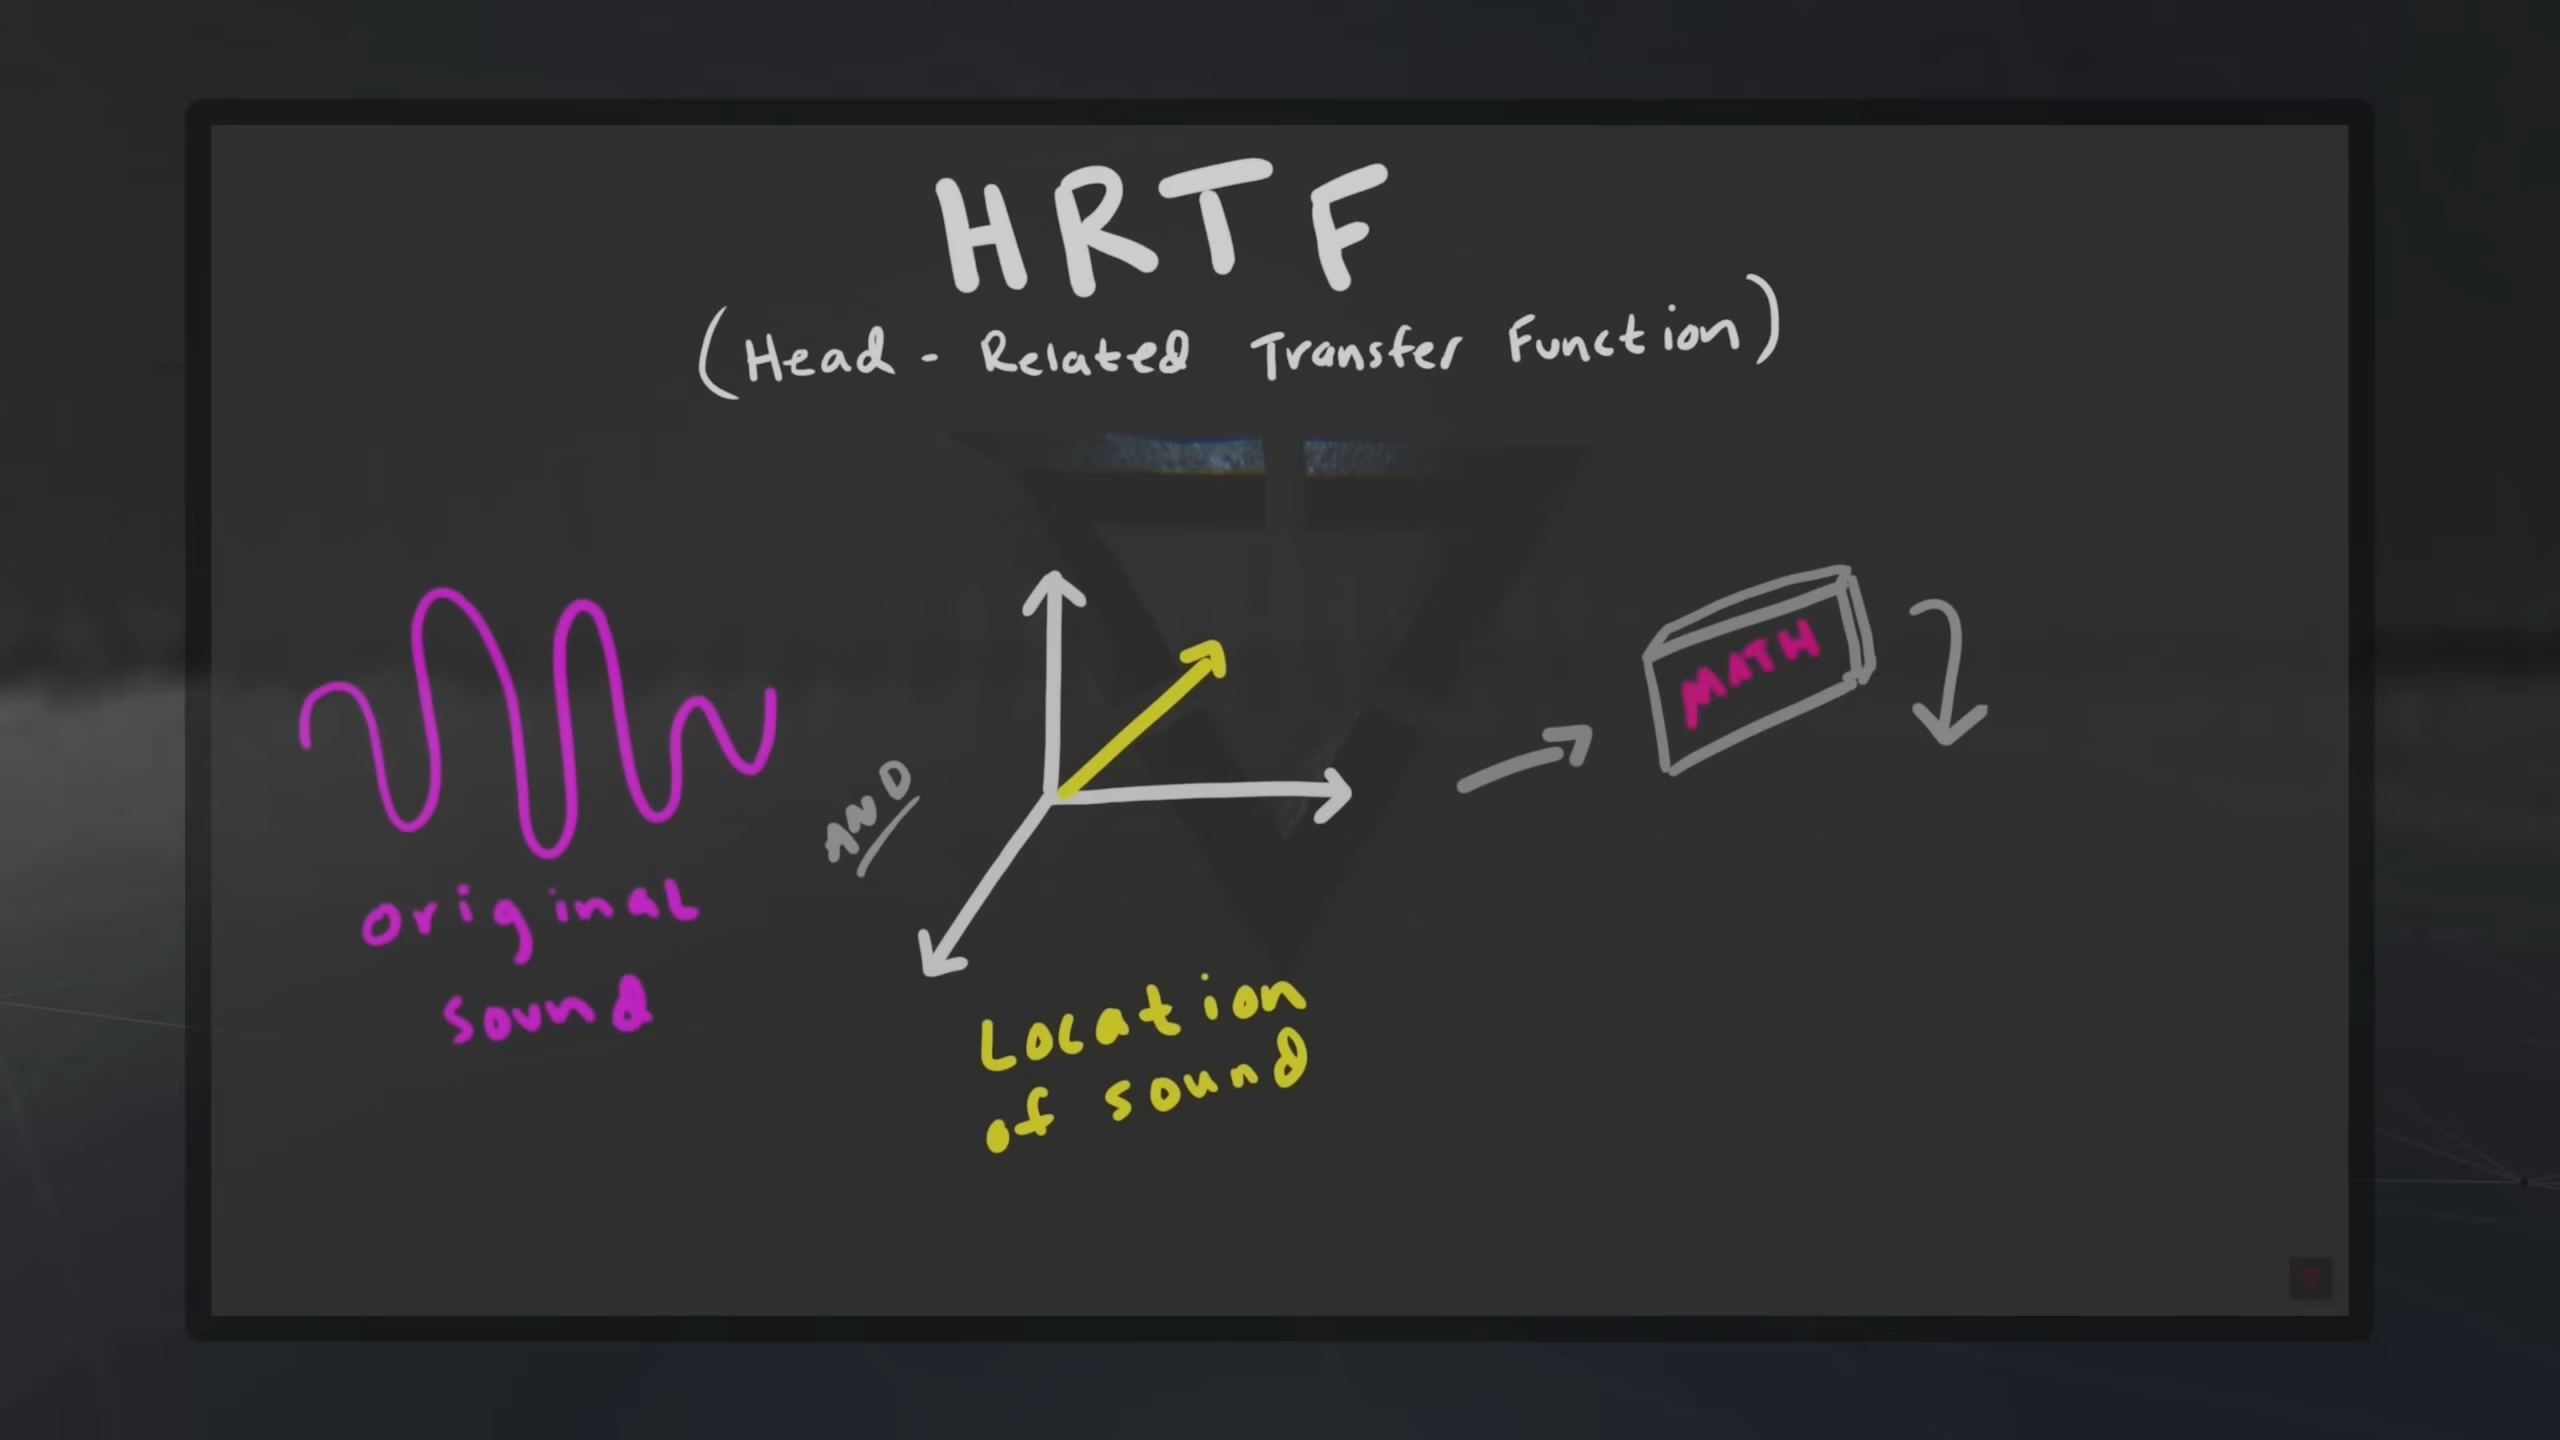 HRTF
(Head-Related Transfer Function)
original
sound
AND
Location
of sound
MATH